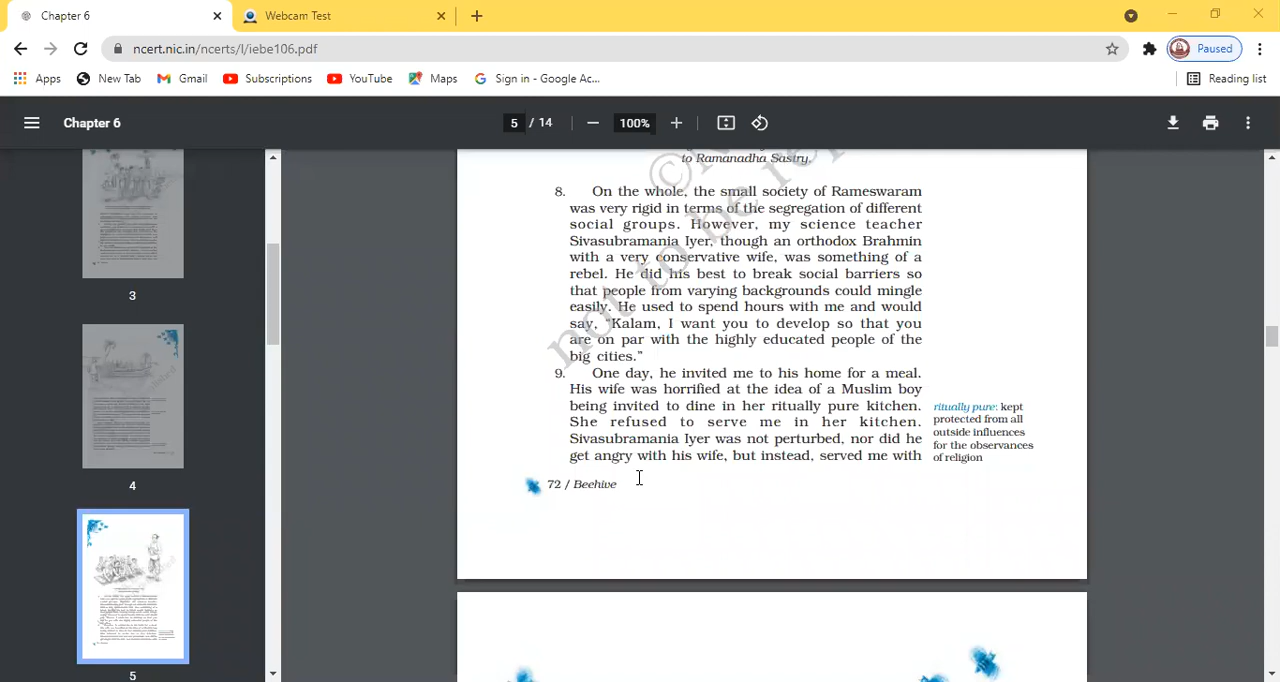 Chapter 6
Webcam Test
ncert.nic.in/ncerts/l/iebe106.pdf
Paused
Apps
New Tab
Gmail
Subscriptions
YouTube
Maps
Sign in - Google Ac...
Reading list
Chapter 6
5 / 14
100%
3
4
5
to Ramanadha Sastry.
8. On the whole, the small society of Rameswaram
was very rigid in terms of the segregation of different
social groups. However, my science teacher
Sivasubramania Iyer, though an orthodox Brahmin
with a very conservative wife, was something of a
rebel. He did his best to break social barriers so
that people from varying backgrounds could mingle
easily. He used to spend hours with me and would
say, “Kalam, I want you to develop so that you
are on par with the highly educated people of the
big cities.”
9. One day, he invited me to his home for a meal.
His wife was horrified at the idea of a Muslim boy
being invited to dine in her ritually pure kitchen.
She refused to serve me in her kitchen.
Sivasubramania Iyer was not perturbed, nor did he
get angry with his wife, but instead, served me with
ritually pure: kept
protected from all
outside influences
for the observances
of religion
72 / Beehive
not to be rep